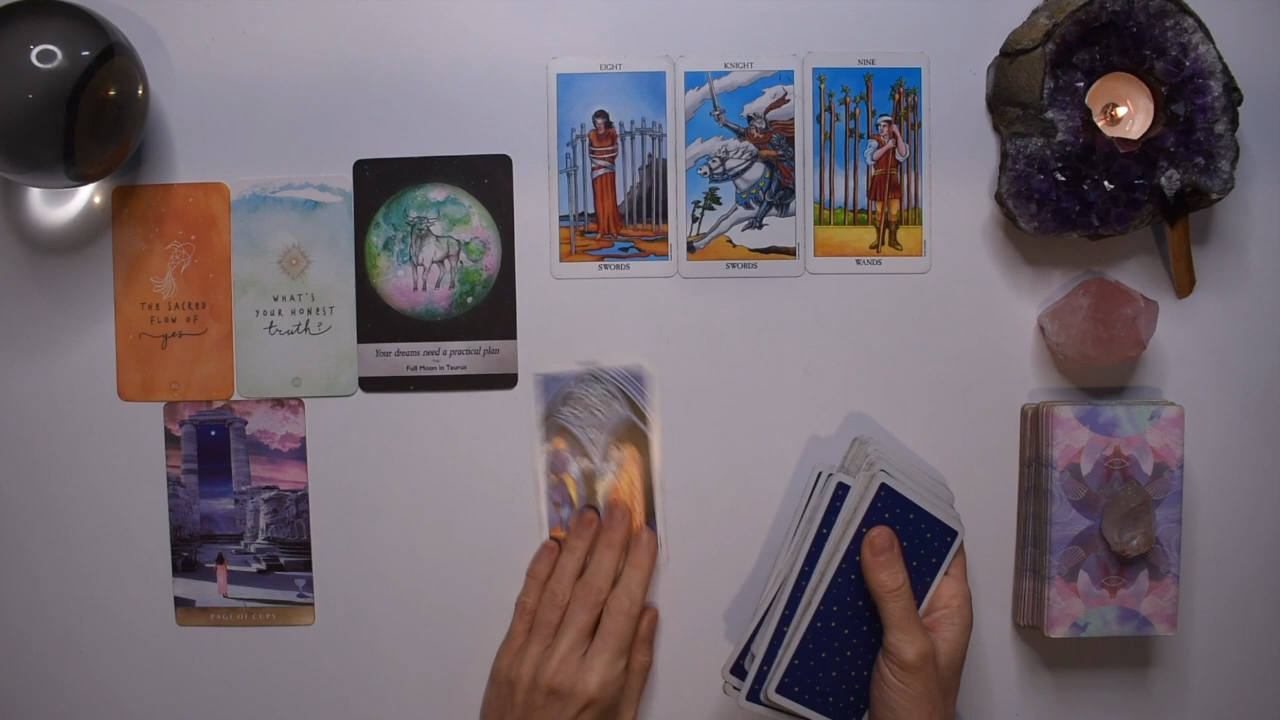 EIGHT
SWORDS
KNIGHT
SWORDS
NINE
WANDS
THE SACRED
FLOW OF
yes
WHAT'S
YOUR HONEST
truth?
Your dreams need a practical plan
Full Moon in Taurus
PAGE OF CUPS